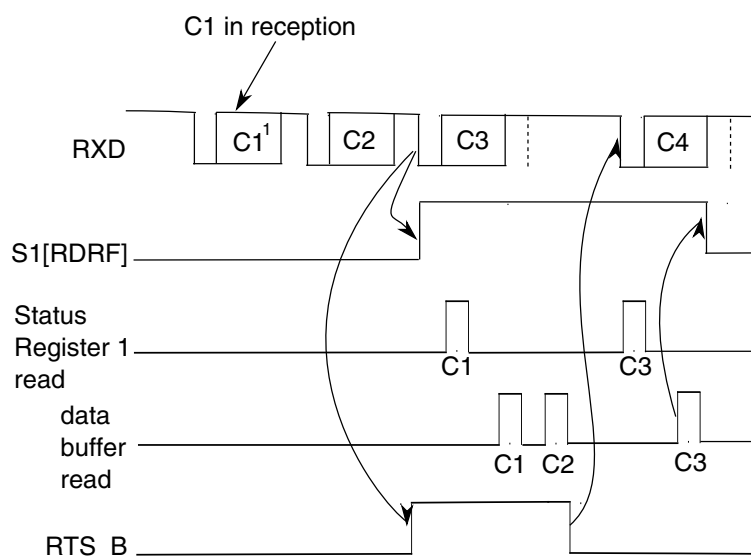 C1 in reception
RXD
C1¹
C2
C3
C4
S1[RDRF]
Status
Register 1
read
C1
C3
data
buffer
read
C1
C2
C3
RTS_B